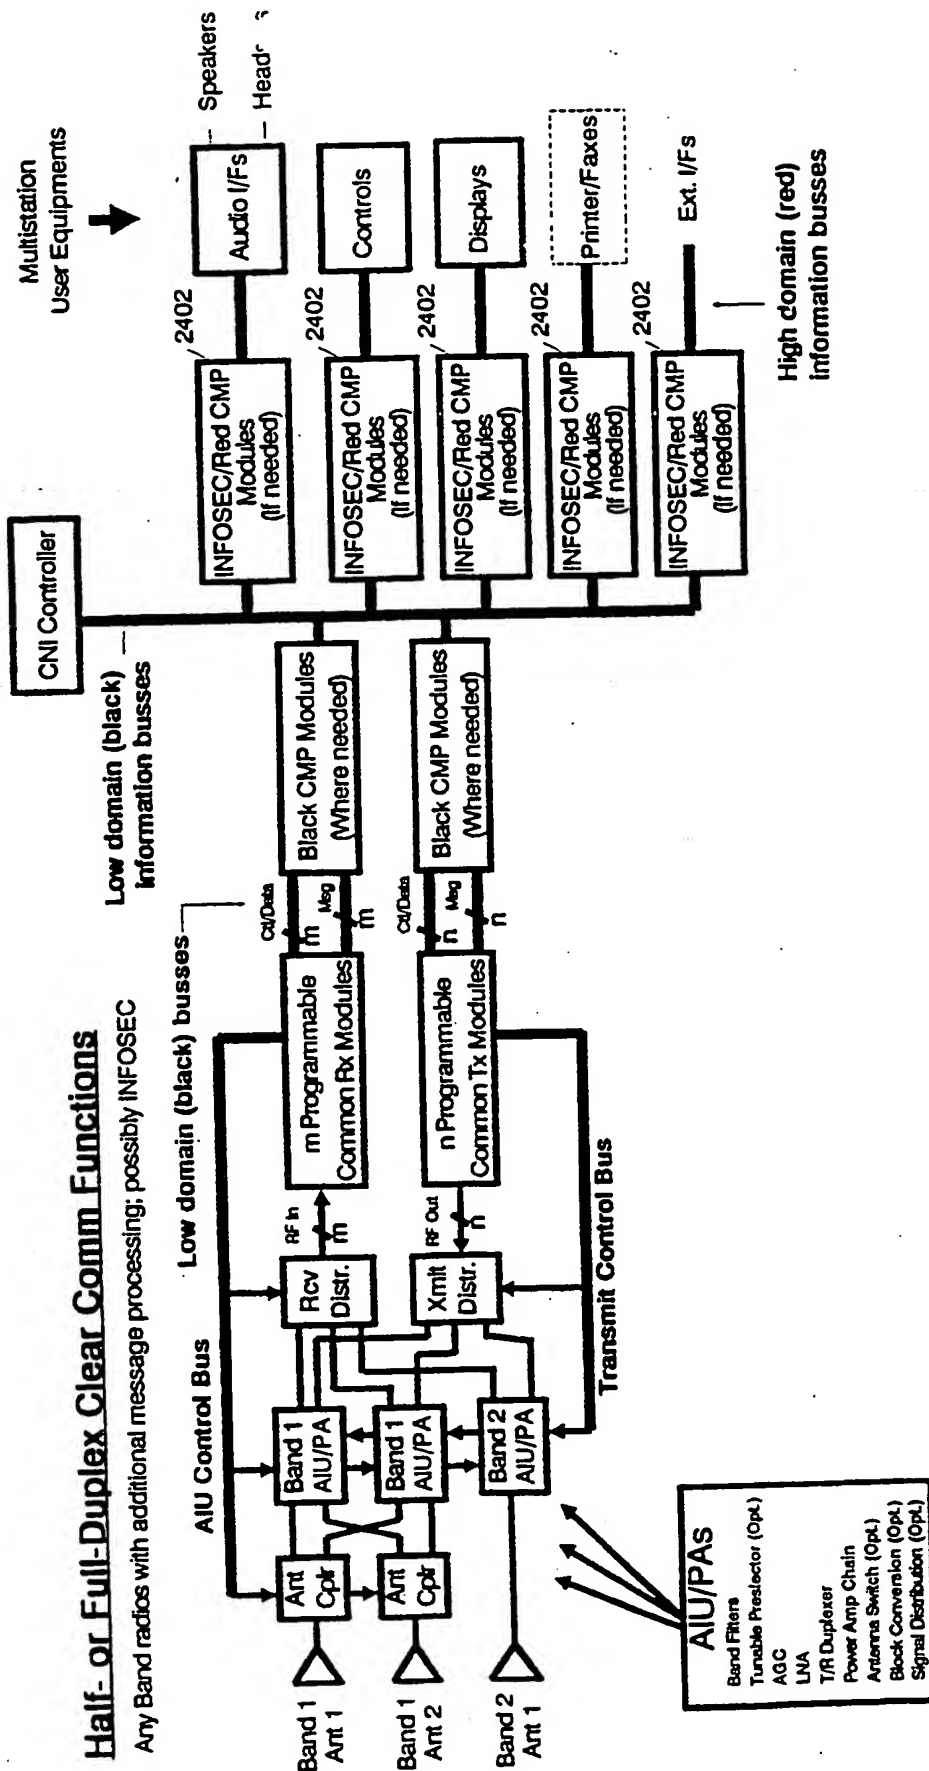 Half- or Full-Duplex Clear Comm Functions
Any Band radios with additional message processing; possibly INFOSEC
Multistation
User Equipments
Speakers
CNI Controller
Low domain (black)
information busses
Low domain (black) busses
AIU Control Bus
Band 1
Ant 1
Band 1
Ant 2
Band 2
Ant 1
Ant
Cplr
Ant
Cplr
Band 1
AIU/PA
Band 1
AIU/PA
Band 2
AIU/PA
Rcv
Distr.
Xmit
Distr.
RF In
m
RF Out
n
m Programmable
Common Rx Modules
n Programmable
Common Tx Modules
Ctl/Data
m
Msg
m
Ctl/Data
n
Msg
n
Black CMP Modules
(Where needed)
Black CMP Modules
(Where needed)
INFOSEC/Red CMP
Modules
(If needed)
2402
Audio I/Fs
INFOSEC/Red CMP
Modules
(If needed)
2402
Controls
INFOSEC/Red CMP
Modules
(If needed)
2402
Displays
INFOSEC/Red CMP
Modules
(If needed)
2402
Printer/Faxes
INFOSEC/Red CMP
Modules
(If needed)
2402
Ext. I/Fs
High domain (red)
information busses
Transmit Control Bus
AIU/PAs
Band Filters
Tunable Preslector (Opt.)
AGC
LNA
T/R Duplexer
Power Amp Chain
Antenna Switch (Opt.)
Block Conversion (Opt.)
Signal Distribution (Opt.)